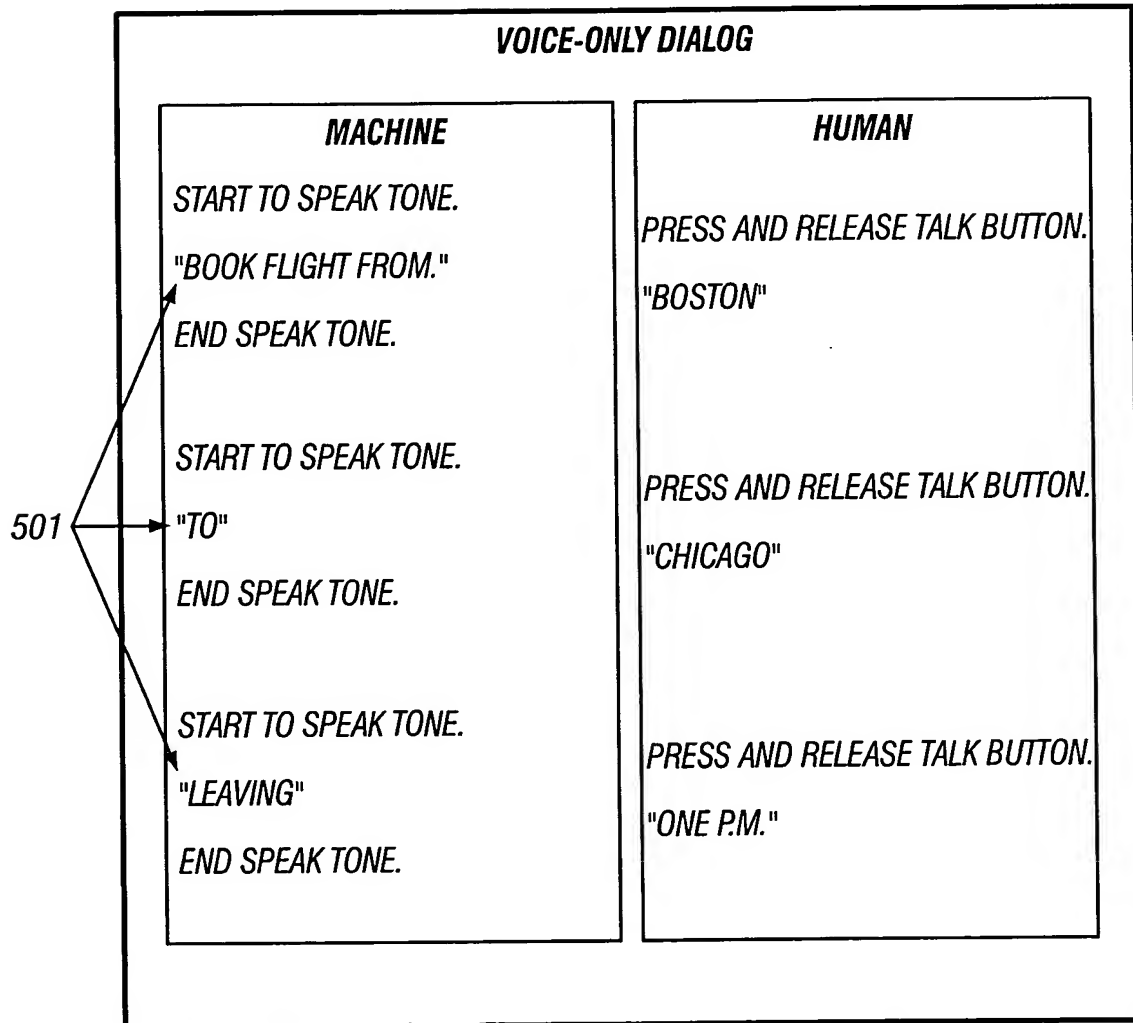 VOICE-ONLY DIALOG
MACHINE
START TO SPEAK TONE.
"BOOK FLIGHT FROM."
END SPEAK TONE.
START TO SPEAK TONE.
"TO"
END SPEAK TONE.
START TO SPEAK TONE.
"LEAVING"
END SPEAK TONE.
HUMAN
PRESS AND RELEASE TALK BUTTON.
"BOSTON"
PRESS AND RELEASE TALK BUTTON.
"CHICAGO"
PRESS AND RELEASE TALK BUTTON.
"ONE P.M."
501